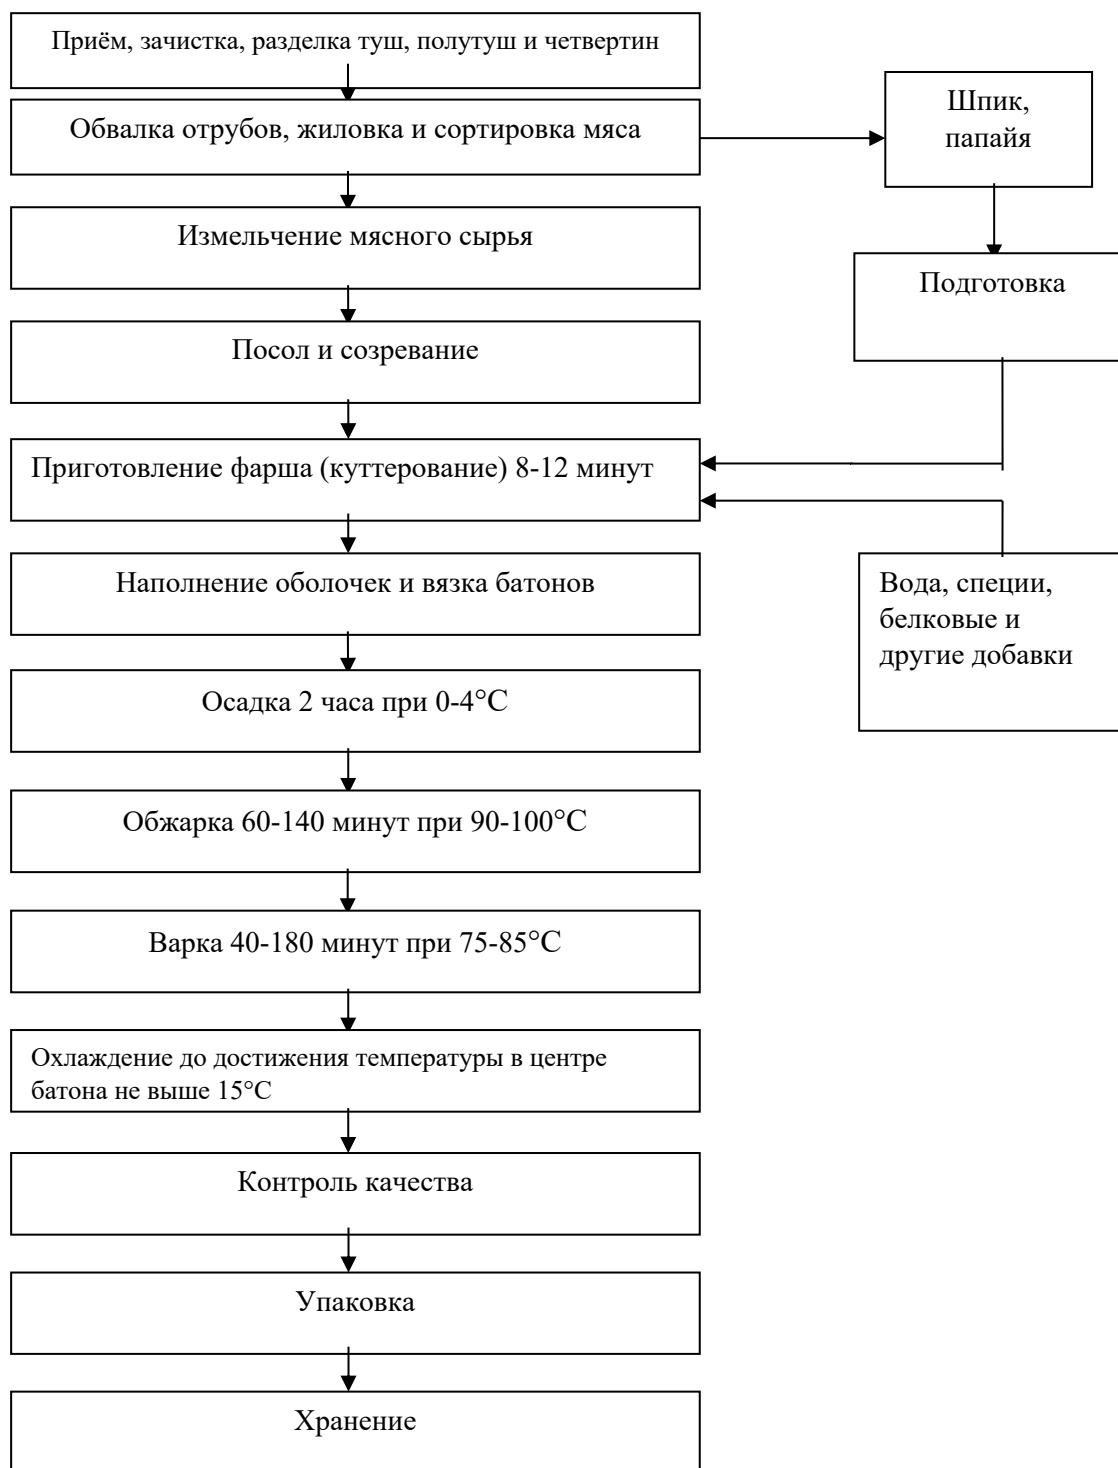 Приём, зачистка, разделка туш, полутуш и четвертин
Обвалка отрубов, жиловка и сортировка мяса
Шпик,
папайя
Измельчение мясного сырья
Подготовка
Посол и созревание
Приготовление фарша (куттерование) 8-12 минут
Наполнение оболочек и вязка батонов
Вода, специи,
белковые и
другие добавки
Осадка 2 часа при 0-4°С
Обжарка 60-140 минут при 90-100°С
Варка 40-180 минут при 75-85°С
Охлаждение до достижения температуры в центре
батона не выше 15°С
Контроль качества
Упаковка
Хранение